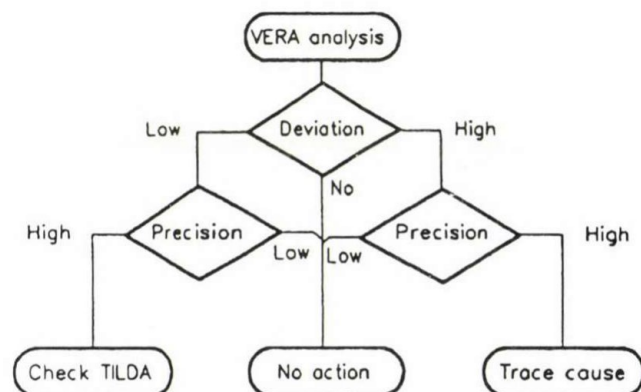 VERA analysis
Low
Deviation
High
No
High
Precision
Low
Low
Precision
High
Check TILDA
No action
Trace cause